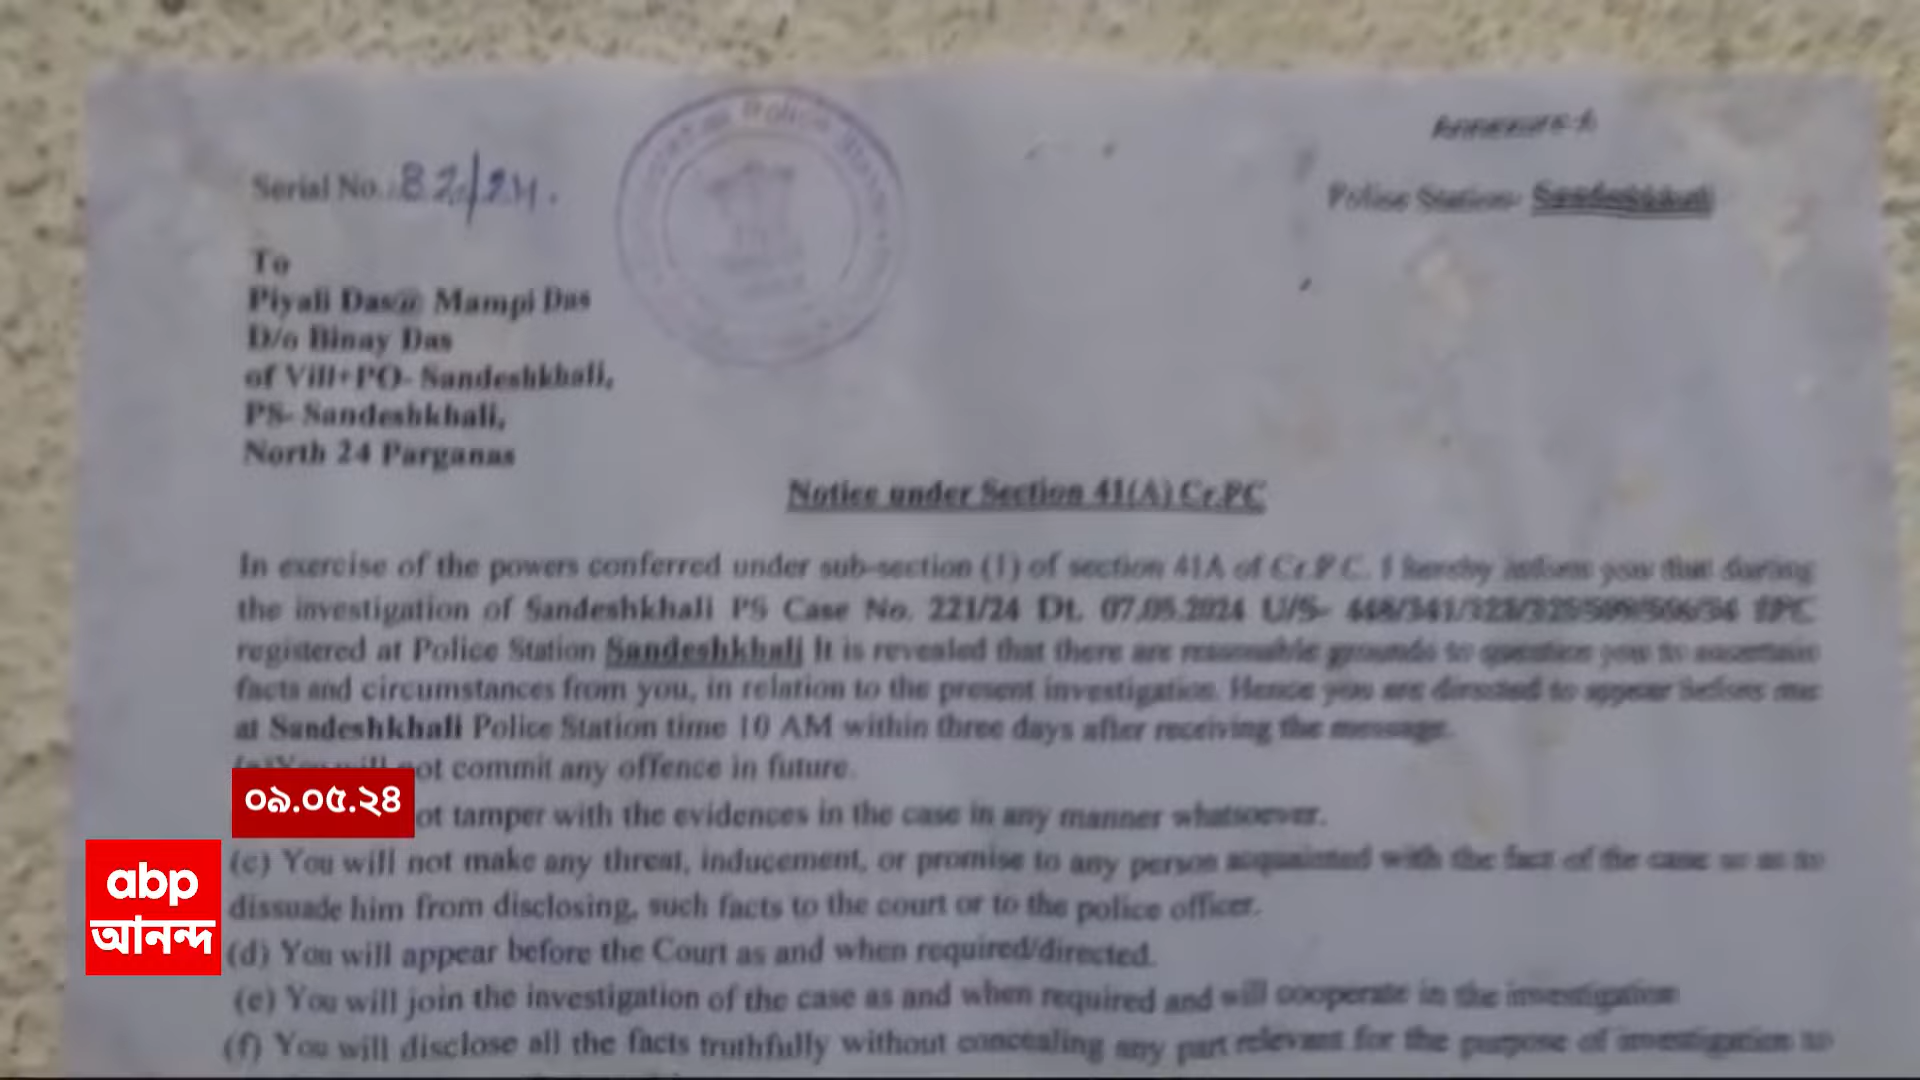 Annexure-A
Serial No. 82/24.
Police Station- Sandeshkhali
To
Piyali Das@ Mampi Das
D/o Binay Das
of Vill+PO- Sandeshkhali,
PS- Sandeshkhali,
North 24 Parganas
Notice under Section 41(A) Cr.PC
In exercise of the powers conferred under sub-section (1) of section 41A of Cr.P.C. I hereby inform you that during
the investigation of Sandeshkhali PS Case No. 221/24 Dt. 07.05.2024 U/S- 448/341/323/325/509/506/34 IPC
registered at Police Station Sandeshkhali It is revealed that there are reasonable grounds to question you to ascertain
facts and circumstances from you, in relation to the present investigation. Hence you are directed to appear before me
at Sandeshkhali Police Station time 10 AM within three days after receiving the message.
will not commit any offence in future.
০৯.০৫.২৪
ot tamper with the evidences in the case in any manner whatsoever.
(c) You will not make any threat, inducement, or promise to any person acquainted with the fact of the case so as to
dissuade him from disclosing, such facts to the court or to the police officer.
(d) You will appear before the Court as and when required/directed.
(e) You will join the investigation of the case as and when required and will cooperate in the investigation
(f) You will disclose all the facts truthfully without concealing any part relevant for the purpose of investigation to
abp
আনন্দ